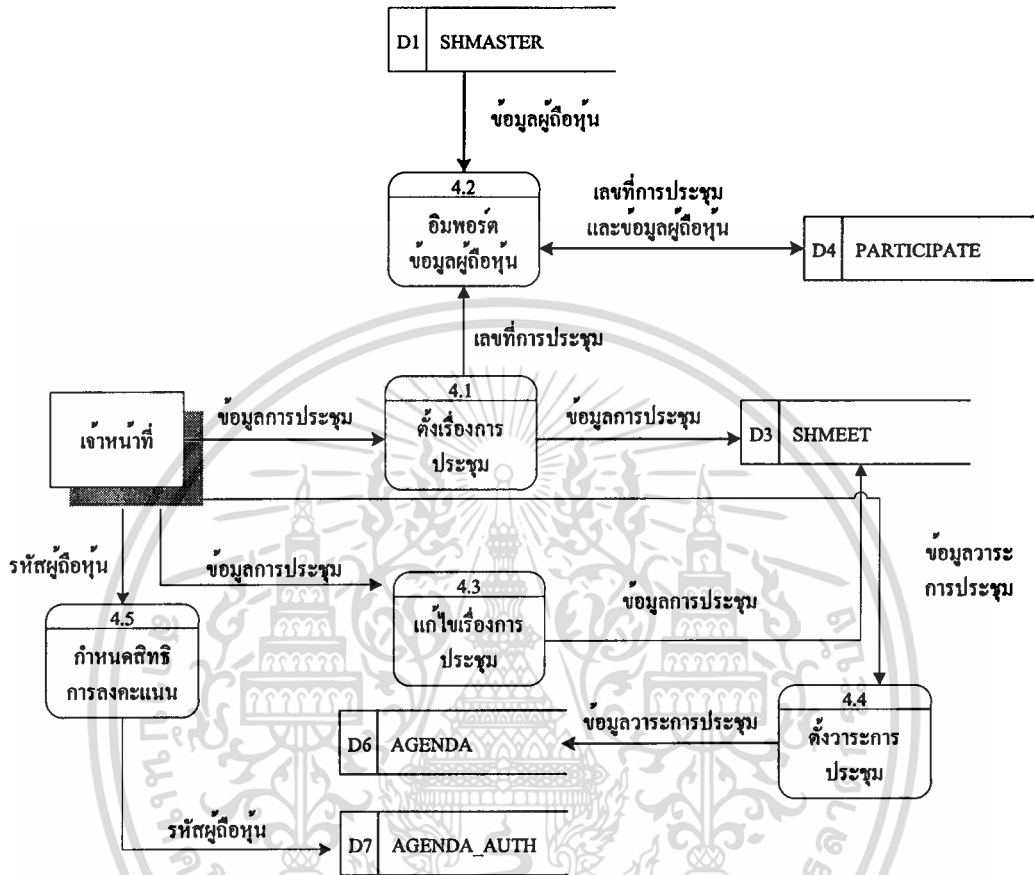 D1 SHMASTER
ข้อมูลผู้ถือหุ้น
4.2
อิมพอร์ต
ข้อมูลผู้ถือหุ้น
เลขที่การประชุม
และข้อมูลผู้ถือหุ้น
D4 PARTICIPATE
เลขที่การประชุม
เจ้าหน้าที่
ข้อมูลการประชุม
4.1
ตั้งเรื่องการ
ประชุม
ข้อมูลการประชุม
D3 SHMEET
รหัสผู้ถือหุ้น
ข้อมูลการประชุม
4.3
แก้ไขเรื่องการ
ประชุม
ข้อมูลการประชุม
ข้อมูลวาระ
การประชุม
4.5
กำหนดสิทธิ
การลงคะแนน
4.4
ตั้งวาระการ
ประชุม
ข้อมูลวาระการประชุม
D6 AGENDA
รหัสผู้ถือหุ้น
D7 AGENDA_AUTH